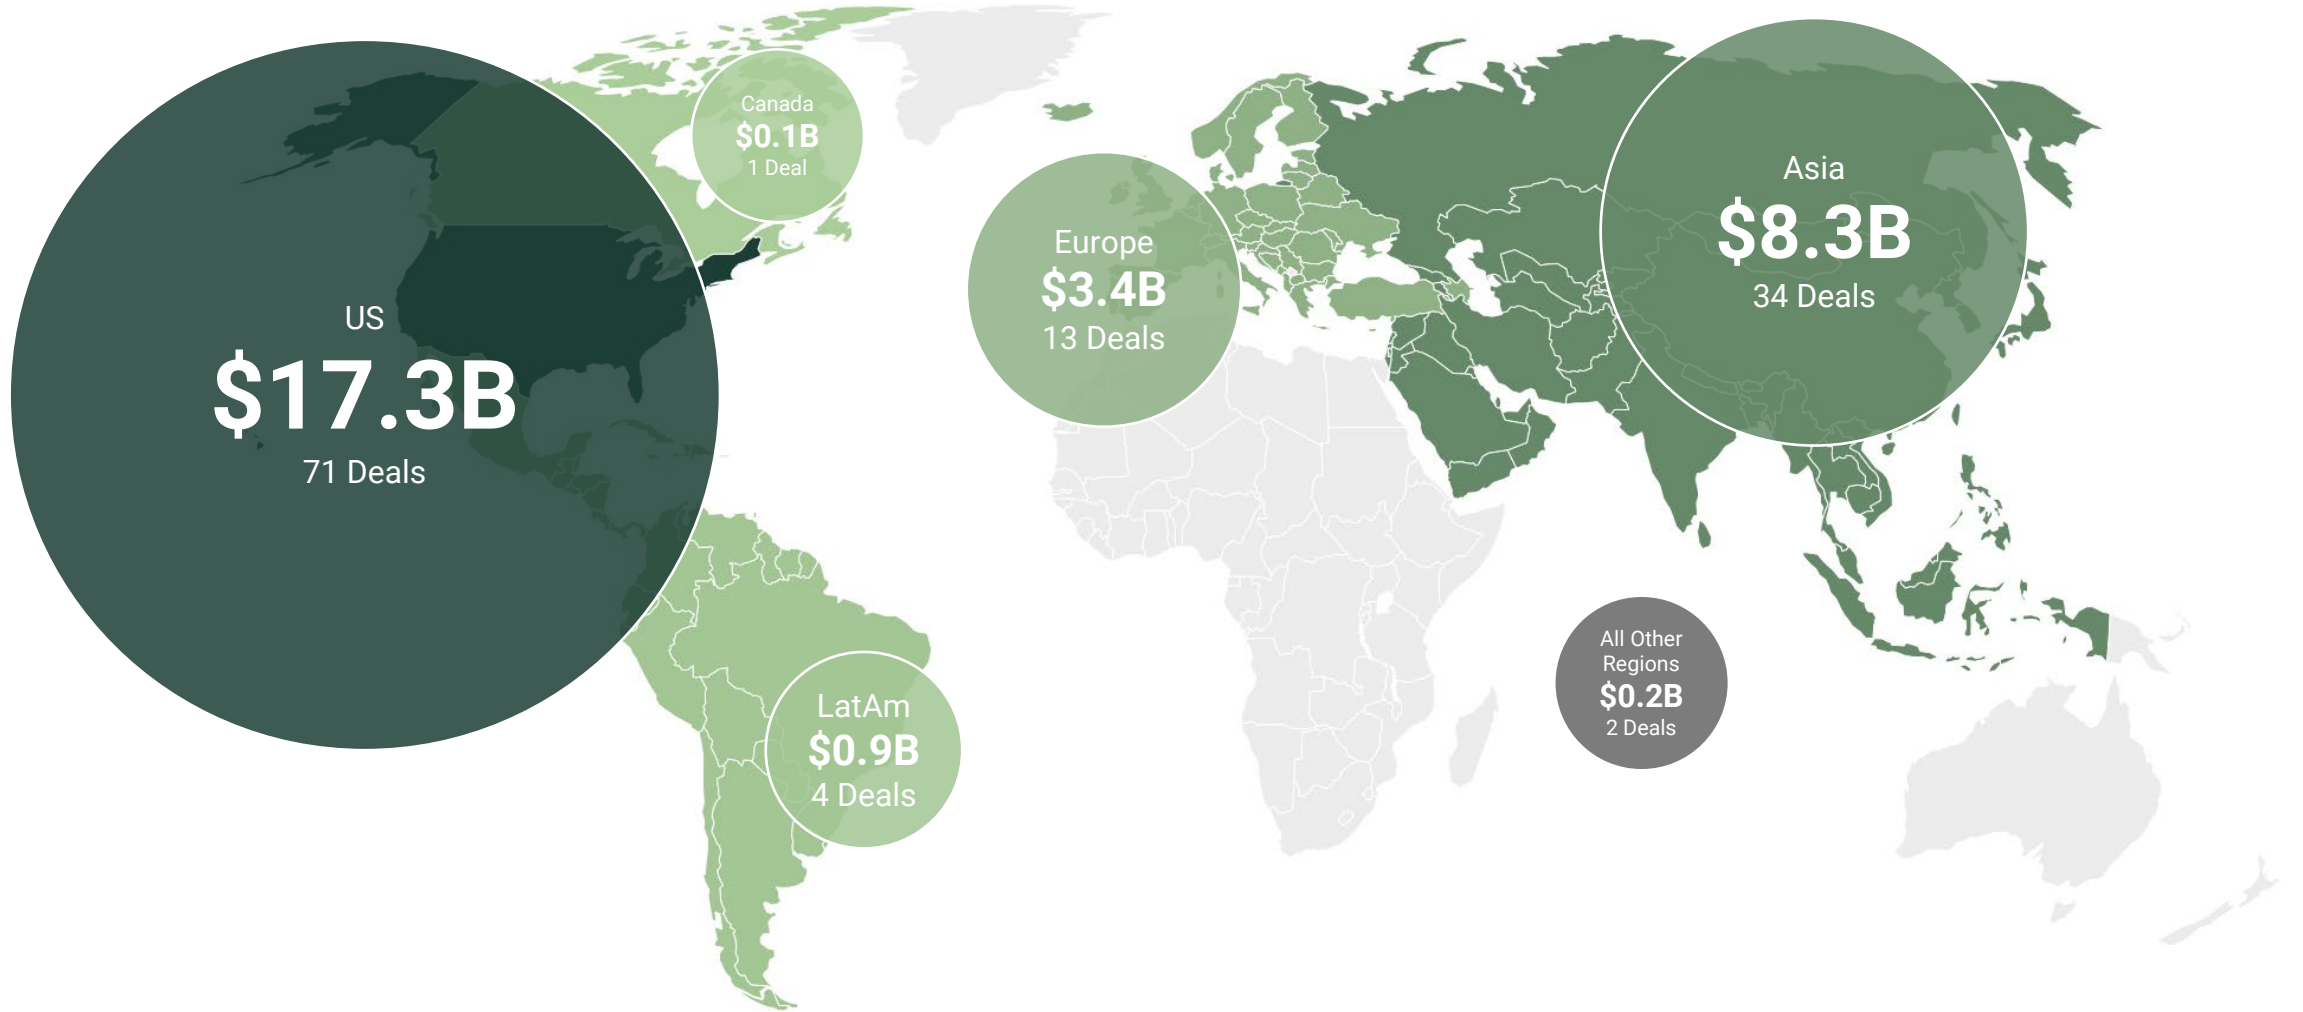 US
$17.3B
71 Deals
Canada
$0.1B
1 Deal
LatAm
$0.9B
4 Deals
Europe
$3.4B
13 Deals
Asia
$8.3B
34 Deals
All Other
Regions
$0.2B
2 Deals